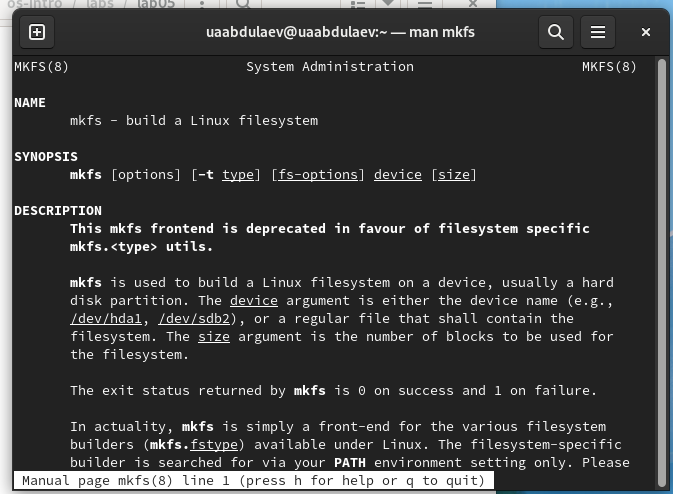 os-intro / labs / lab05
uaabdulaev@uaabdulaev:~ — man mkfs
MKFS(8) System Administration MKFS(8)
NAME
mkfs - build a Linux filesystem
SYNOPSIS
mkfs [options] [-t type] [fs-options] device [size]
DESCRIPTION
This mkfs frontend is deprecated in favour of filesystem specific
mkfs.<type> utils.
mkfs is used to build a Linux filesystem on a device, usually a hard
disk partition. The device argument is either the device name (e.g.,
/dev/hda1, /dev/sdb2), or a regular file that shall contain the
filesystem. The size argument is the number of blocks to be used for
the filesystem.
The exit status returned by mkfs is 0 on success and 1 on failure.
In actuality, mkfs is simply a front-end for the various filesystem
builders (mkfs.fstype) available under Linux. The filesystem-specific
builder is searched for via your PATH environment setting only. Please
Manual page mkfs(8) line 1 (press h for help or q to quit)